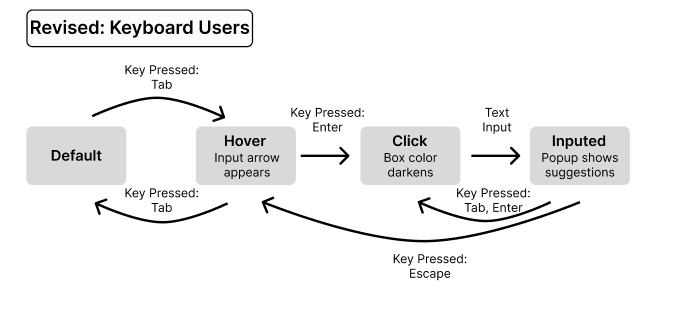 Revised: Keyboard Users
Key Pressed:
Tab
Key Pressed:
Enter
Text
Input
Default
Hover
Input arrow
appears
Click
Box color
darkens
Inputed
Popup shows
suggestions
Key Pressed:
Tab
Key Pressed:
Tab, Enter
Key Pressed:
Escape